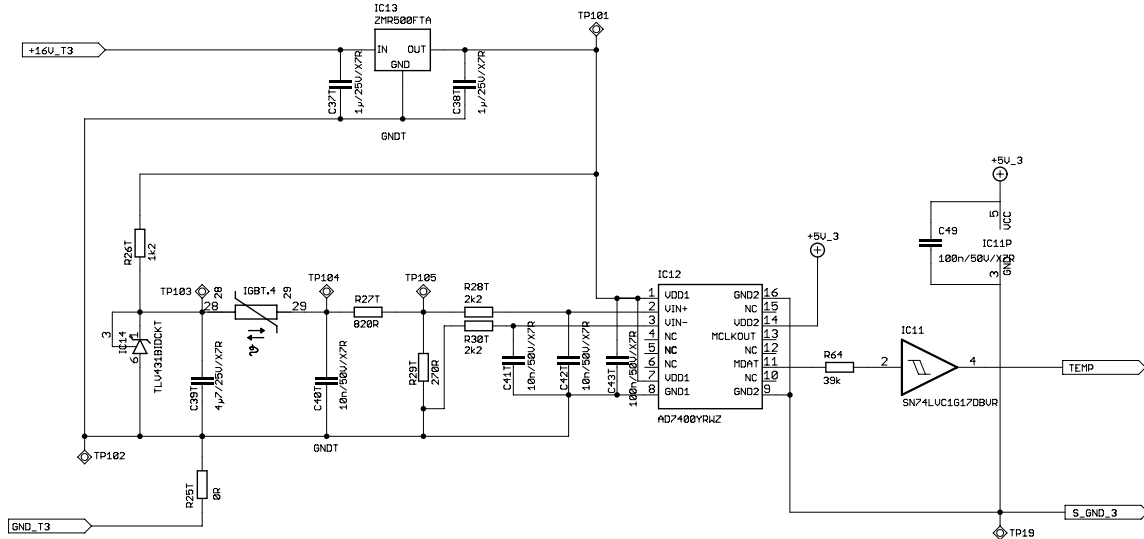 IC13
ZMR500FTA
TP101
+16V_T3
IN OUT
GND
C37T
1µ/25V/X7R
C38T
1µ/25V/X7R
GNDT
+5V_3
R26T
1k2
5
VCC
C49
100n/50V/X7R
IC11P
3
GND
+5V_3
TP103
28
28
IGBT.4
29
29
TP104
R27T
820R
TP105
R28T
2k2
R30T
2k2
IC12
1 VDD1 GND2 16
2 VIN+ NC 15
3 VIN- VDD2 14
4 NC MCLKOUT 13
5 NC NC 12
6 NC MDAT 11
7 VDD1 NC 10
8 GND1 GND2 9
AD7400YRWZ
3
IC14
1
6
TLV431BIDCKT
ϑ
C39T
4µ7/25V/X7R
C40T
10n/50V/X7R
R29T
270R
C41T
10n/50V/X7R
C42T
10n/50V/X7R
C43T
100n/50V/X7R
R64
39k
IC11
2
4
SN74LVC1G17DBVR
TEMP
TP102
GNDT
R25T
0R
GND_T3
S_GND_3
TP19